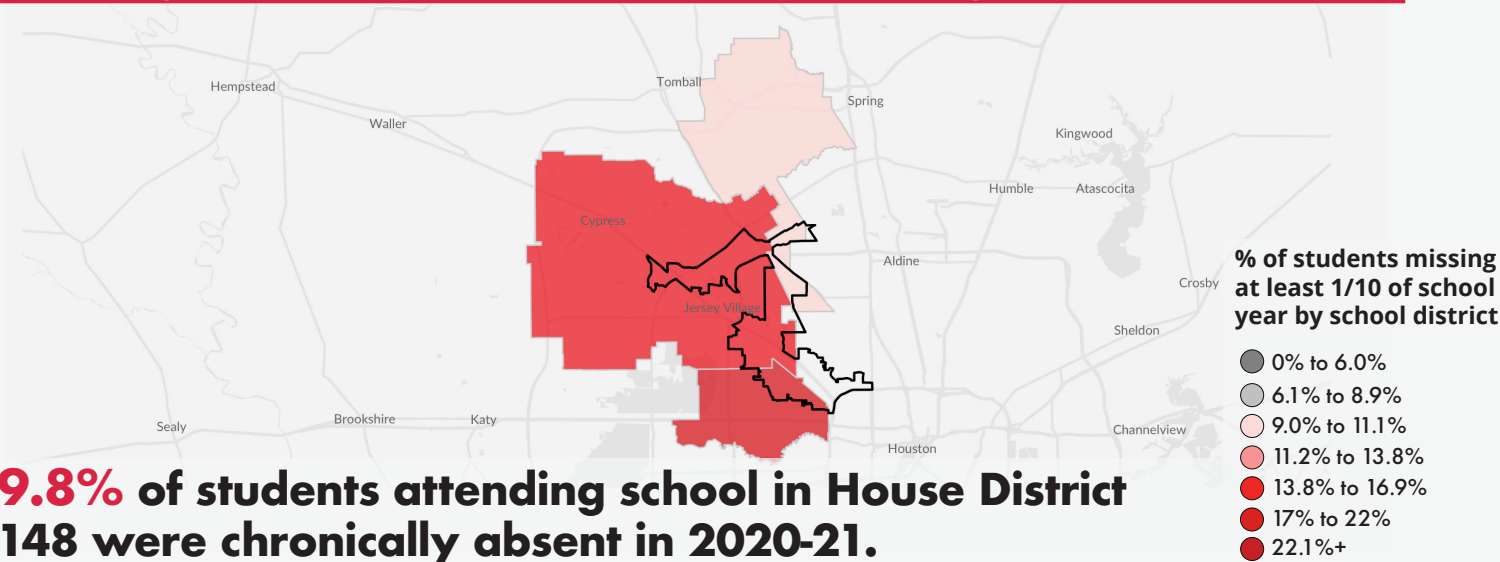 Hempstead
Tomball
Spring
Waller
Kingwood
Humble
Atascocita
Cypress
Aldine
Crosby
Jersey Village
Sheldon
Sealy
Brookshire
Katy
Channelview
Houston
% of students missing
at least 1/10 of school
year by school district
0% to 6.0%
6.1% to 8.9%
9.0% to 11.1%
11.2% to 13.8%
13.8% to 16.9%
17% to 22%
22.1%+
9.8% of students attending school in House District
148 were chronically absent in 2020-21.